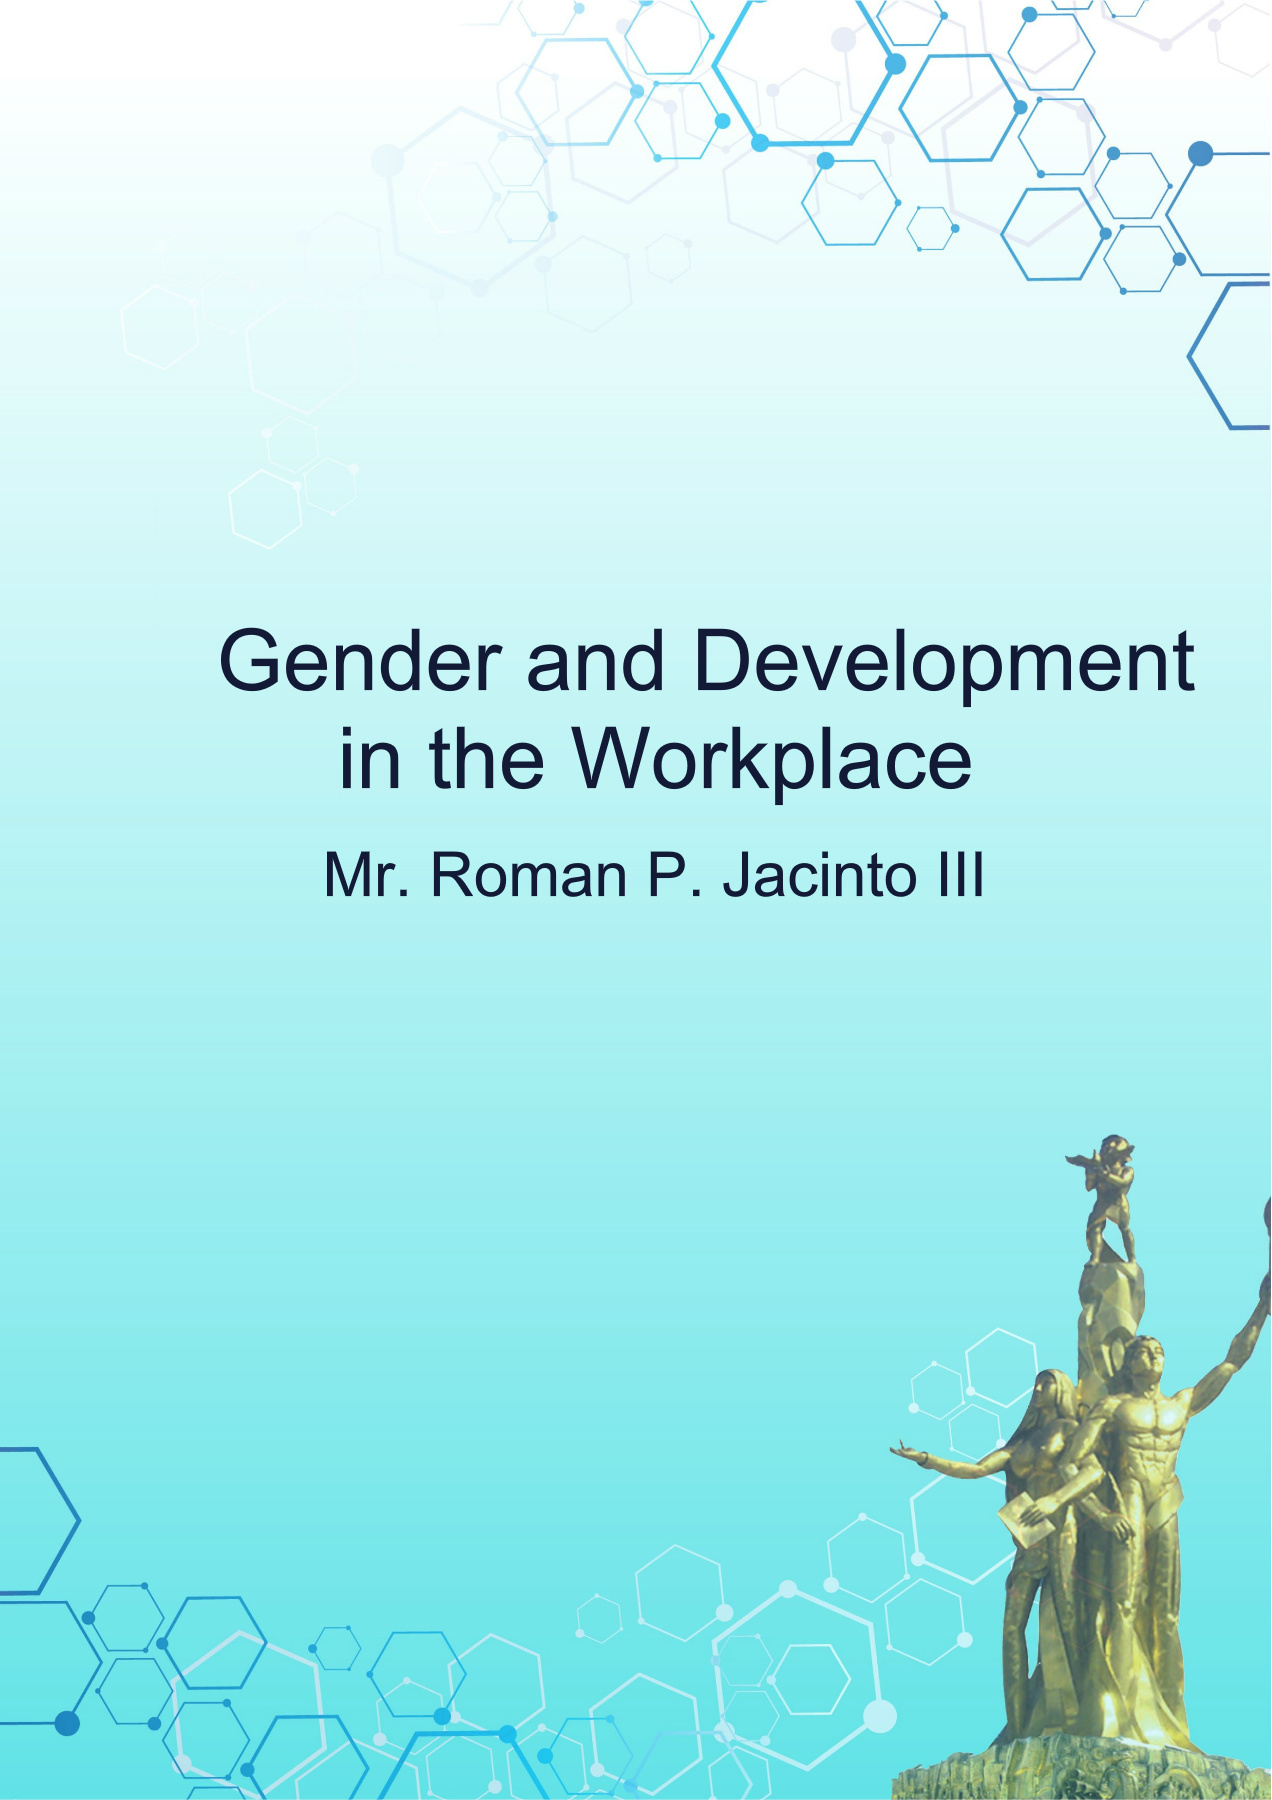 Gender and Development
in the Workplace
Mr. Roman P. Jacinto III